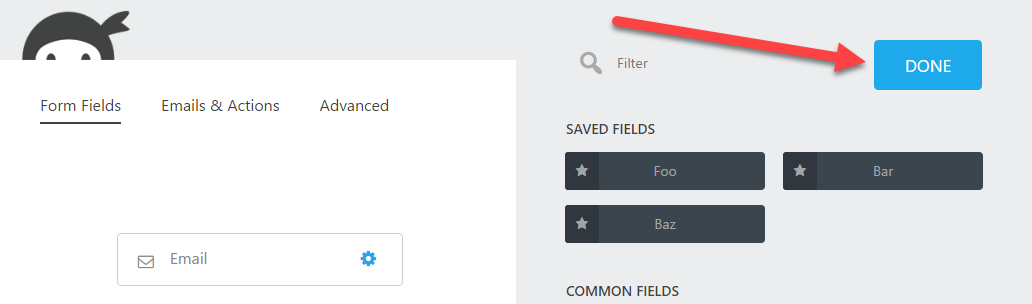 Filter
DONE
Form Fields
Emails & Actions
Advanced
SAVED FIELDS
Foo
Bar
Baz
Email
COMMON FIELDS